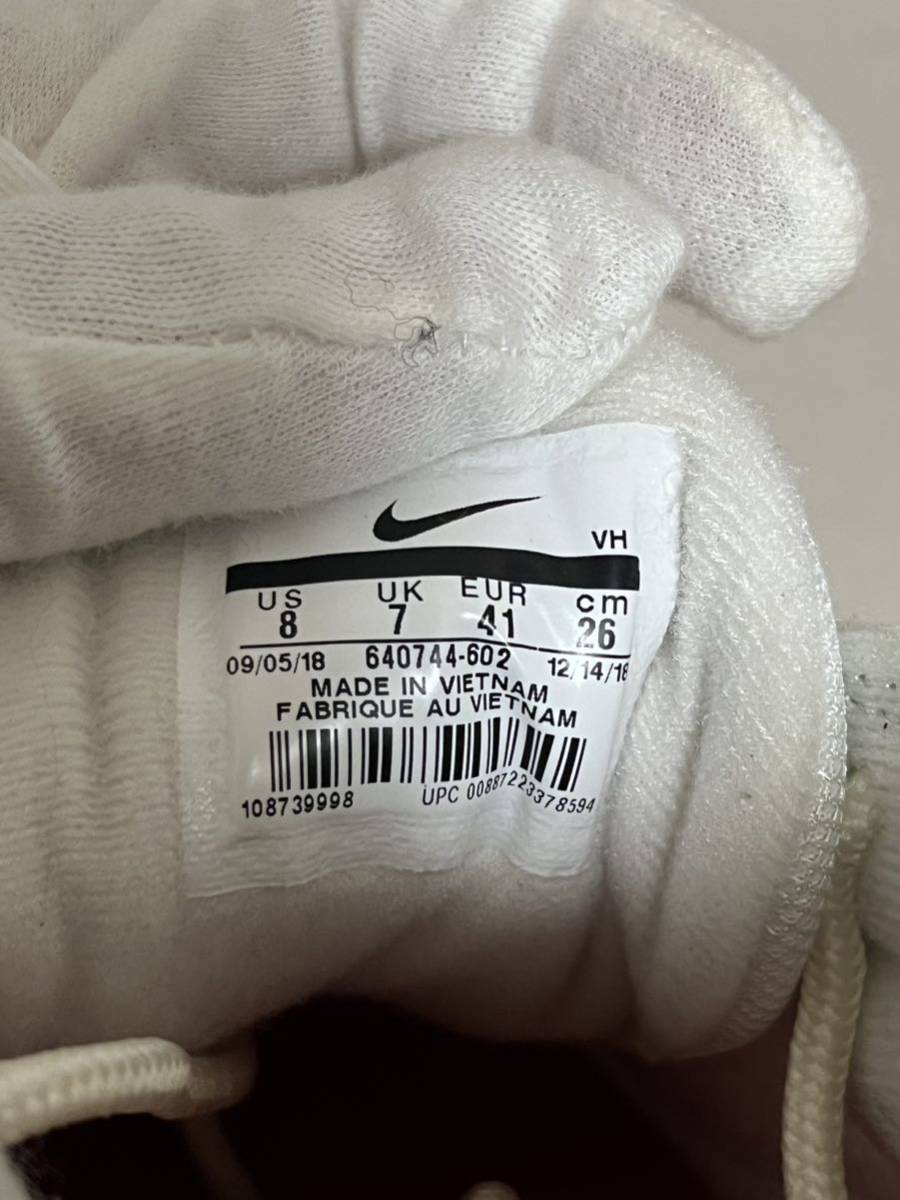 VH
US UK EUR cm
8 7 41 26
09/05/18 640744-602 12/14/18
MADE IN VIETNAM
FABRIQUE AU VIETNAM
108739998 UPC 00887223378594